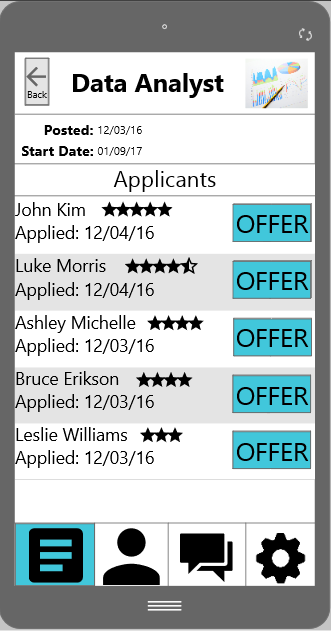 Back
Data Analyst
Posted: 12/03/16
Start Date: 01/09/17
Applicants
John Kim
Applied: 12/04/16
OFFER
Luke Morris
Applied: 12/04/16
OFFER
Ashley Michelle
Applied: 12/03/16
OFFER
Bruce Erikson
Applied: 12/03/16
OFFER
Leslie Williams
Applied: 12/03/16
OFFER